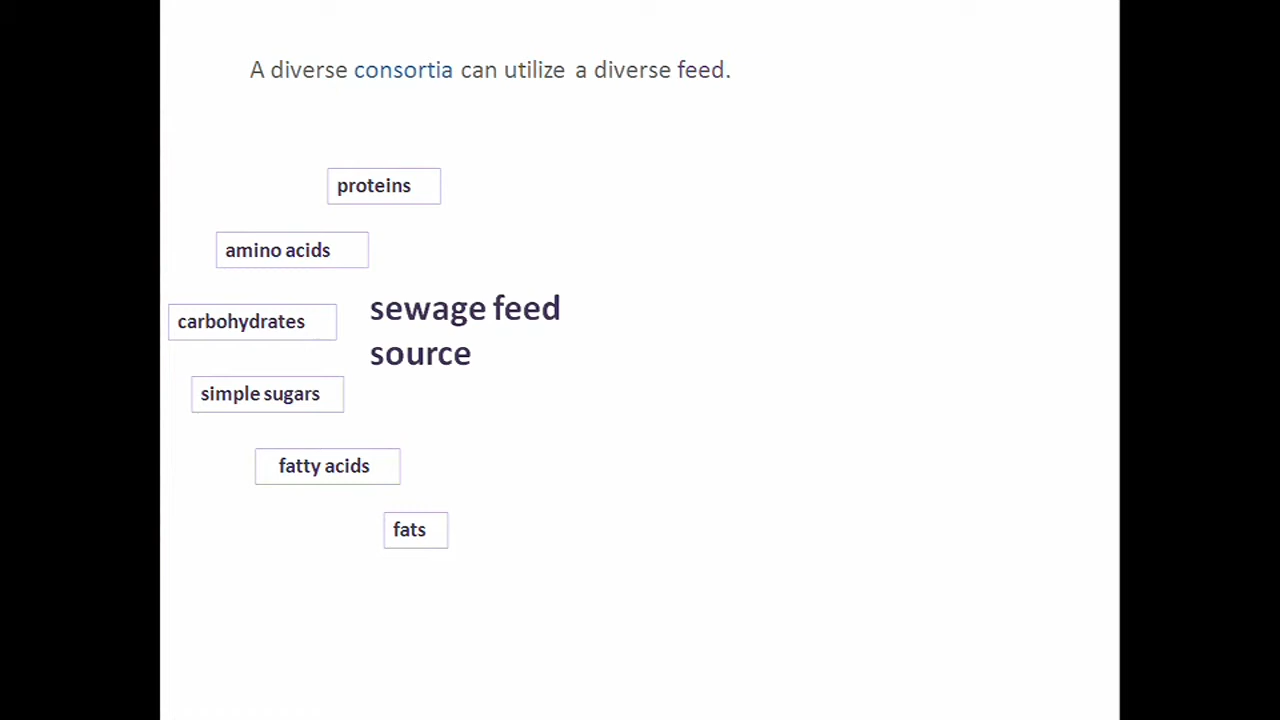 A diverse consortia can utilize a diverse feed.
proteins
amino acids
carbohydrates
sewage feed
source
simple sugars
fatty acids
fats